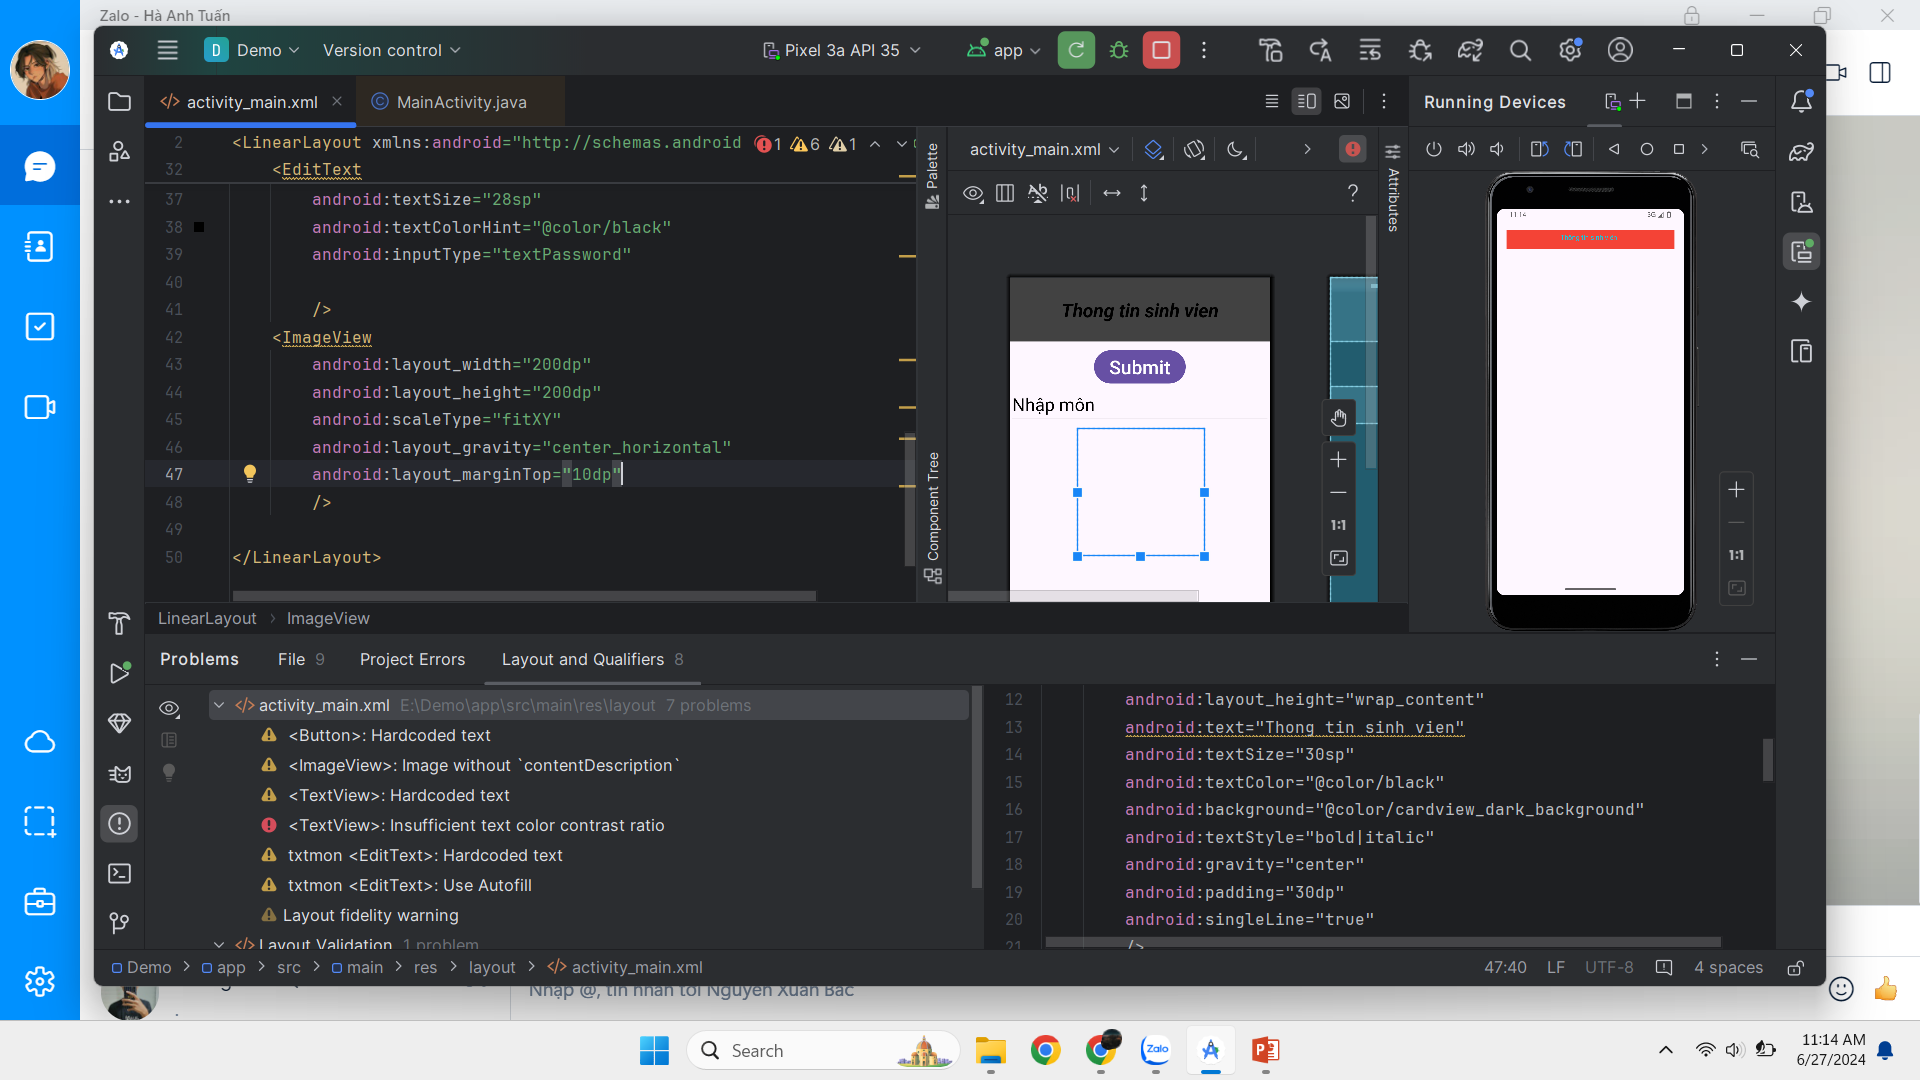 Zalo - Hà Anh Tuấn
D Demo
Version control
Pixel 3a API 35
app
activity_main.xml
MainActivity.java
Running Devices
2 <LinearLayout xmlns:android="http://schemas.android
1 6 1
32 <EditText
37 android:textSize="28sp"
38 android:textColorHint="@color/black"
39 android:inputType="textPassword"
40
41 />
42 <ImageView
43 android:layout_width="200dp"
44 android:layout_height="200dp"
45 android:scaleType="fitXY"
46 android:layout_gravity="center_horizontal"
47 android:layout_marginTop="10dp"
48 />
49
50 </LinearLayout>
Palette
Component Tree
activity_main.xml
Attributes
Thong tin sinh vien
Submit
Nhập môn
1:1
11:14
3G
1:1
LinearLayout > ImageView
Problems
File 9
Project Errors
Layout and Qualifiers 8
activity_main.xml E:\Demo\app\src\main\res\layout 7 problems
<Button>: Hardcoded text
<ImageView>: Image without `contentDescription`
<TextView>: Hardcoded text
<TextView>: Insufficient text color contrast ratio
txtmon <EditText>: Hardcoded text
txtmon <EditText>: Use Autofill
Layout fidelity warning
Layout Validation 1 problem
12 android:layout_height="wrap_content"
13 android:text="Thong tin sinh vien"
14 android:textSize="30sp"
15 android:textColor="@color/black"
16 android:background="@color/cardview_dark_background"
17 android:textStyle="bold|italic"
18 android:gravity="center"
19 android:padding="30dp"
20 android:singleLine="true"
21 />
Demo > app > src > main > res > layout > activity_main.xml
47:40 LF UTF-8 4 spaces
Nhập @, tin nhắn tới Nguyễn Xuân Bắc
Search
Zalo
11:14 AM
6/27/2024